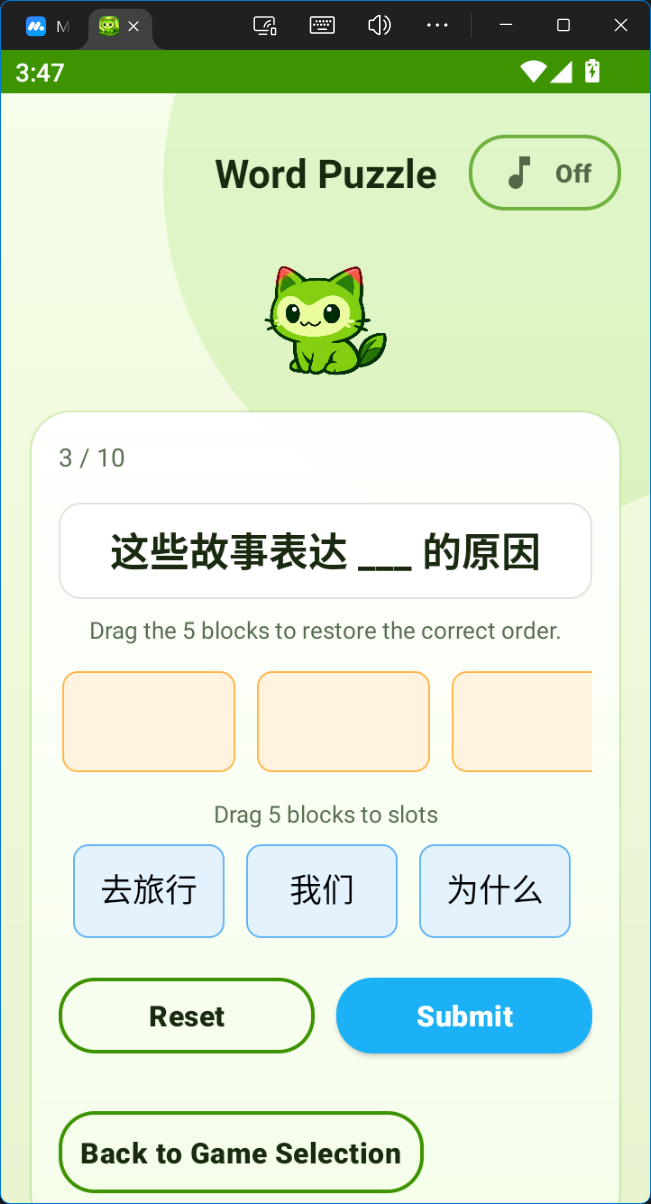 M
3:47
Word Puzzle
Off
3 / 10
这些故事表达 ___ 的原因
Drag the 5 blocks to restore the correct order.
Drag 5 blocks to slots
去旅行 我们 为什么
Reset Submit
Back to Game Selection